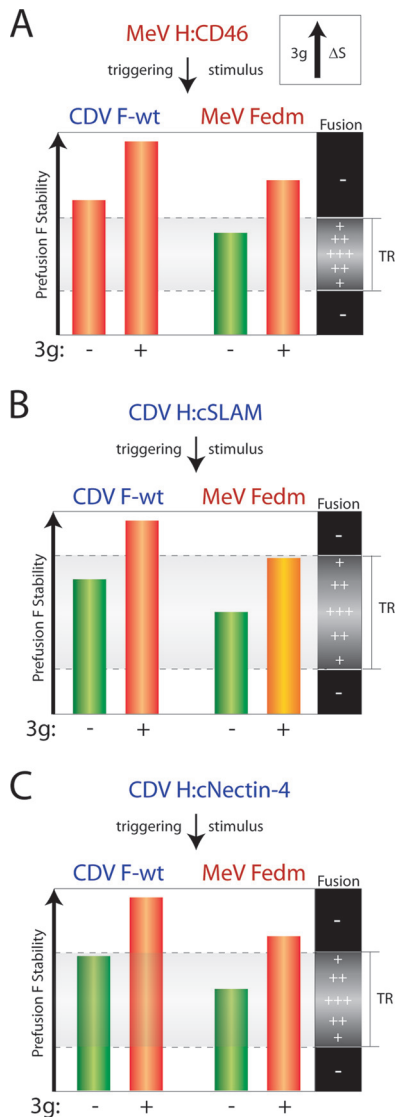 A
MeV H:CD46
3g ΔS
triggering stimulus
CDV F-wt MeV Fedm
Fusion
Prefusion F Stability
-
+
++
+++
++
+
-
TR
3g: - + - +
B
CDV H:cSLAM
triggering stimulus
CDV F-wt MeV Fedm
Fusion
Prefusion F Stability
-
+
++
+++
++
+
-
TR
3g: - + - +
C
CDV H:cNectin-4
triggering stimulus
CDV F-wt MeV Fedm
Fusion
Prefusion F Stability
-
+
++
+++
++
+
-
TR
3g: - + - +